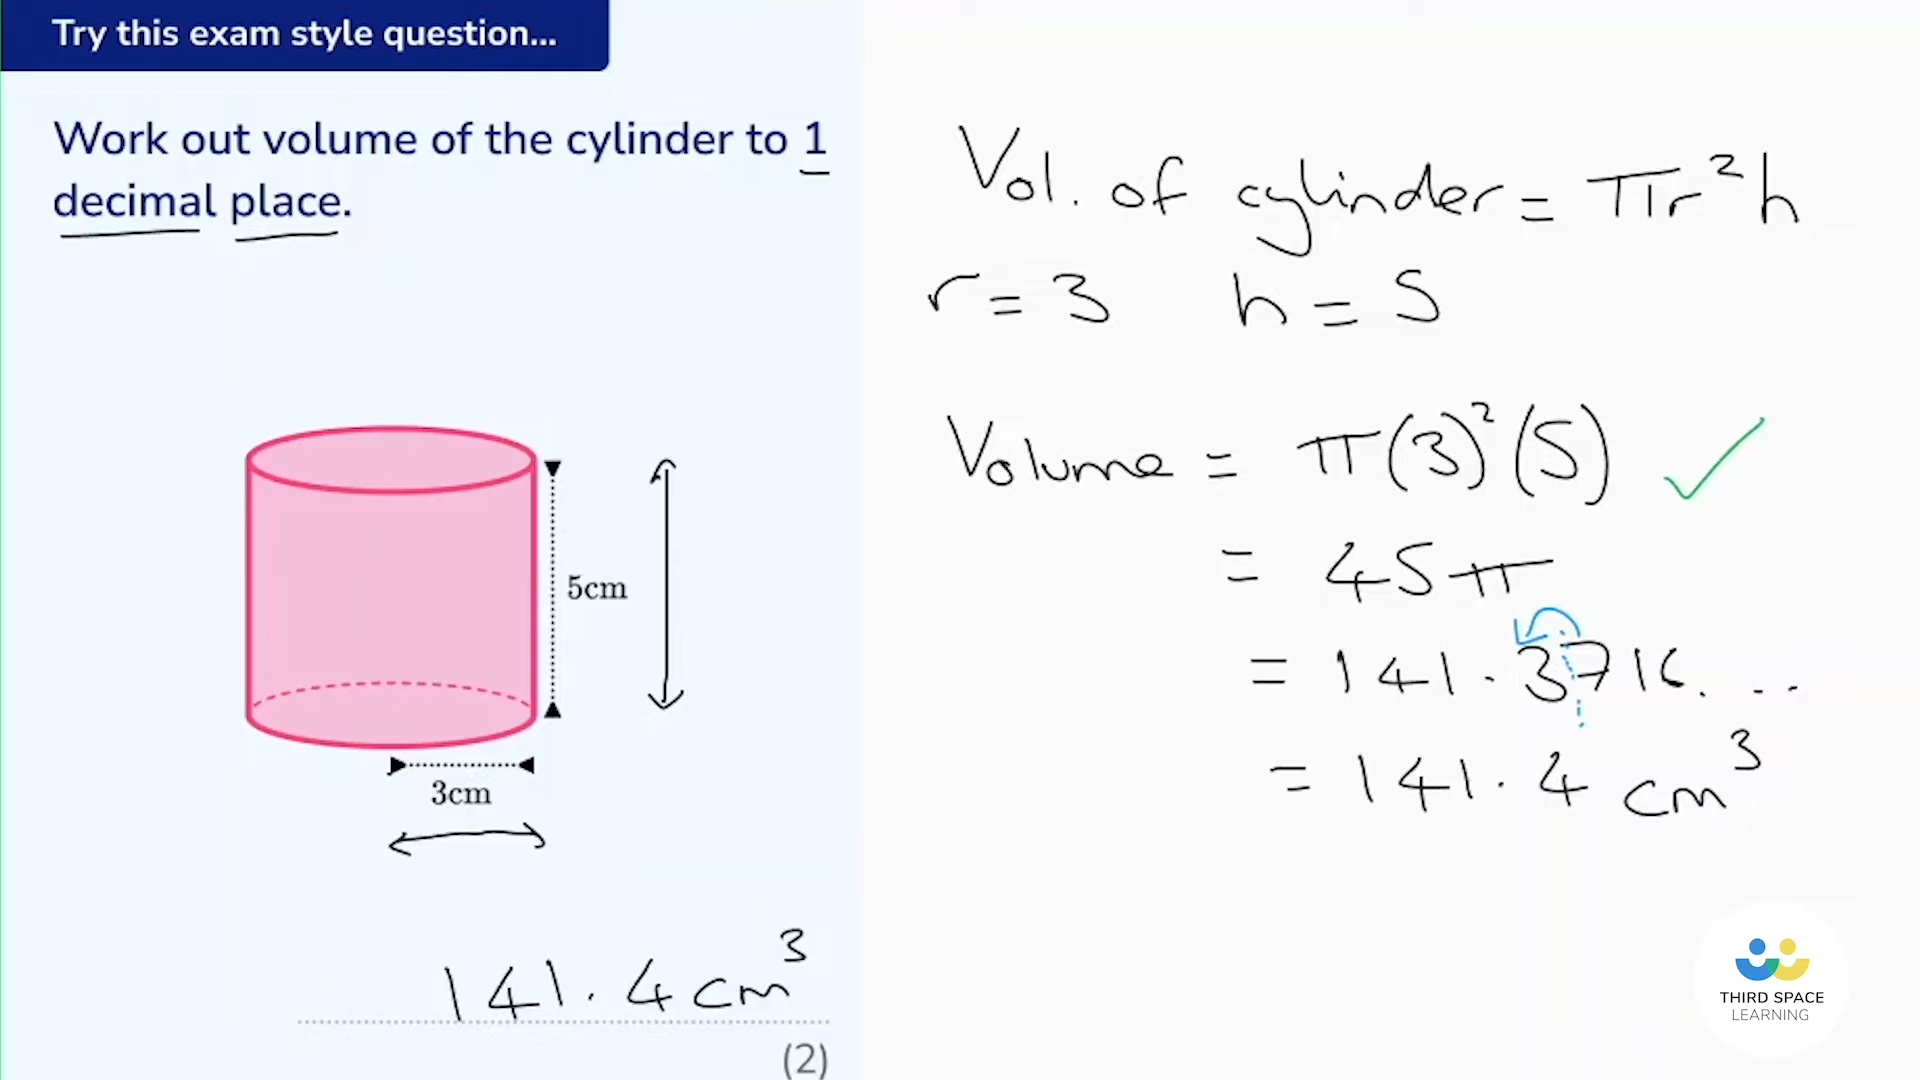 Try this exam style question...
Work out volume of the cylinder to 1
decimal place.
5cm
3cm
141.4 cm³
(2)
Vol. of cylinder = πr²h
r = 3 h = 5
Volume = π(3)²(5)
= 45π
= 141.3716...
= 141.4 cm³
THIRD SPACE
LEARNING